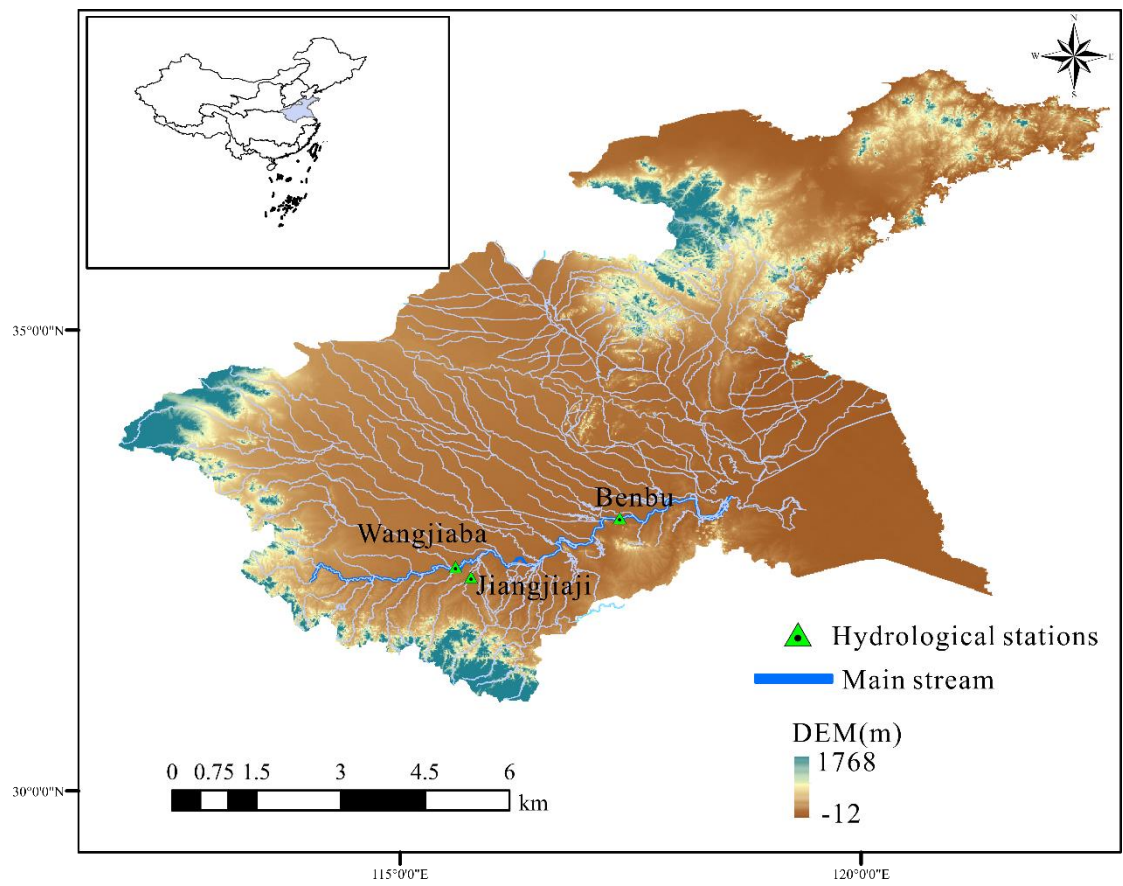 N
W E
S
35°0'0"N
Benbu
Wangjiaba
Jiangjiaji
Hydrological stations
Main stream
DEM(m)
1768
-12
0 0.75 1.5 3 4.5 6
km
30°0'0"N
115°0'0"E 120°0'0"E